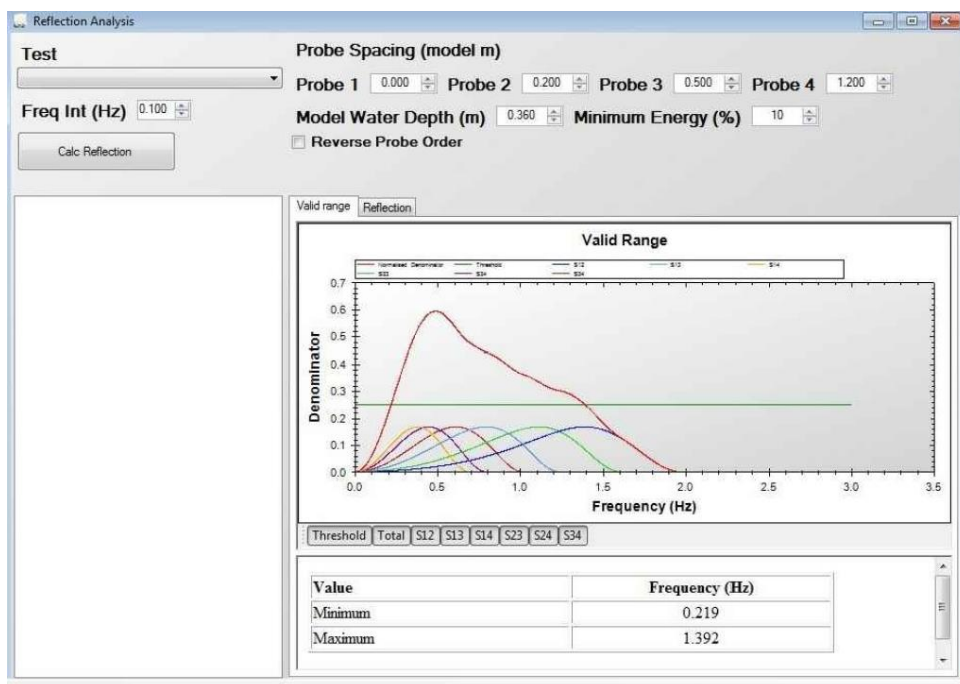 Reflection Analysis
Test
Probe Spacing (model m)
Probe 1 0.000 Probe 2 0.200 Probe 3 0.500 Probe 4 1.200
Freq Int (Hz) 0.100
Model Water Depth (m) 0.360 Minimum Energy (%) 10
Reverse Probe Order
Calc Reflection
Valid range Reflection
Valid Range
Normalised Denominator Threshold S12 S13 S14
S23 S34 S34
Denominator
0.7
0.6
0.5
0.4
0.3
0.2
0.1
0.0
0.0 0.5 1.0 1.5 2.0 2.5 3.0 3.5
Frequency (Hz)
Threshold Total S12 S13 S14 S23 S24 S34
Value Frequency (Hz)
Minimum 0.219
Maximum 1.392